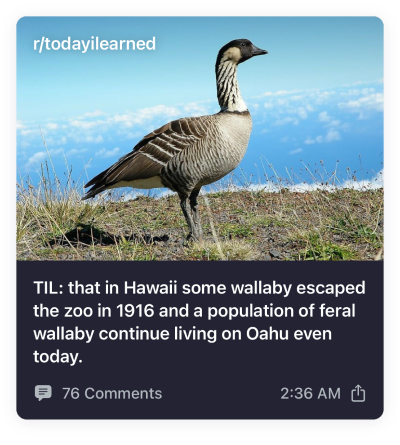 r/todayilearned
TIL: that in Hawaii some wallaby escaped
the zoo in 1916 and a population of feral
wallaby continue living on Oahu even
today.
76 Comments
2:36 AM